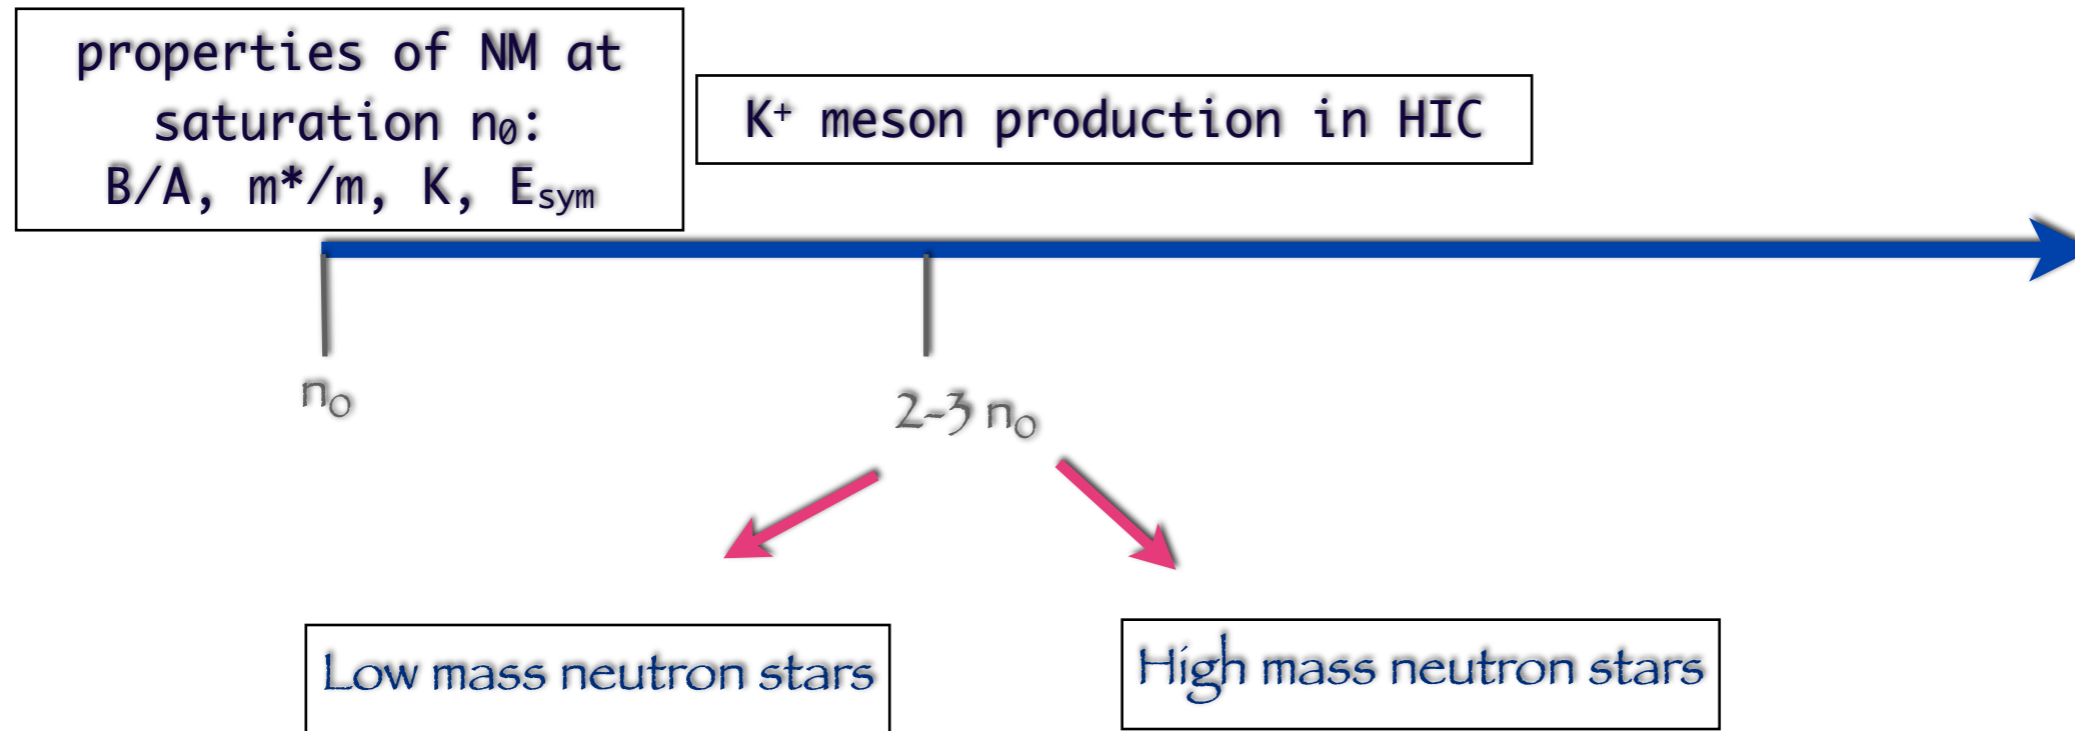 properties of NM at
saturation n₀:
B/A, m*/m, K, Esym
K⁺ meson production in HIC
n₀
2-3 n₀
Low mass neutron stars
High mass neutron stars